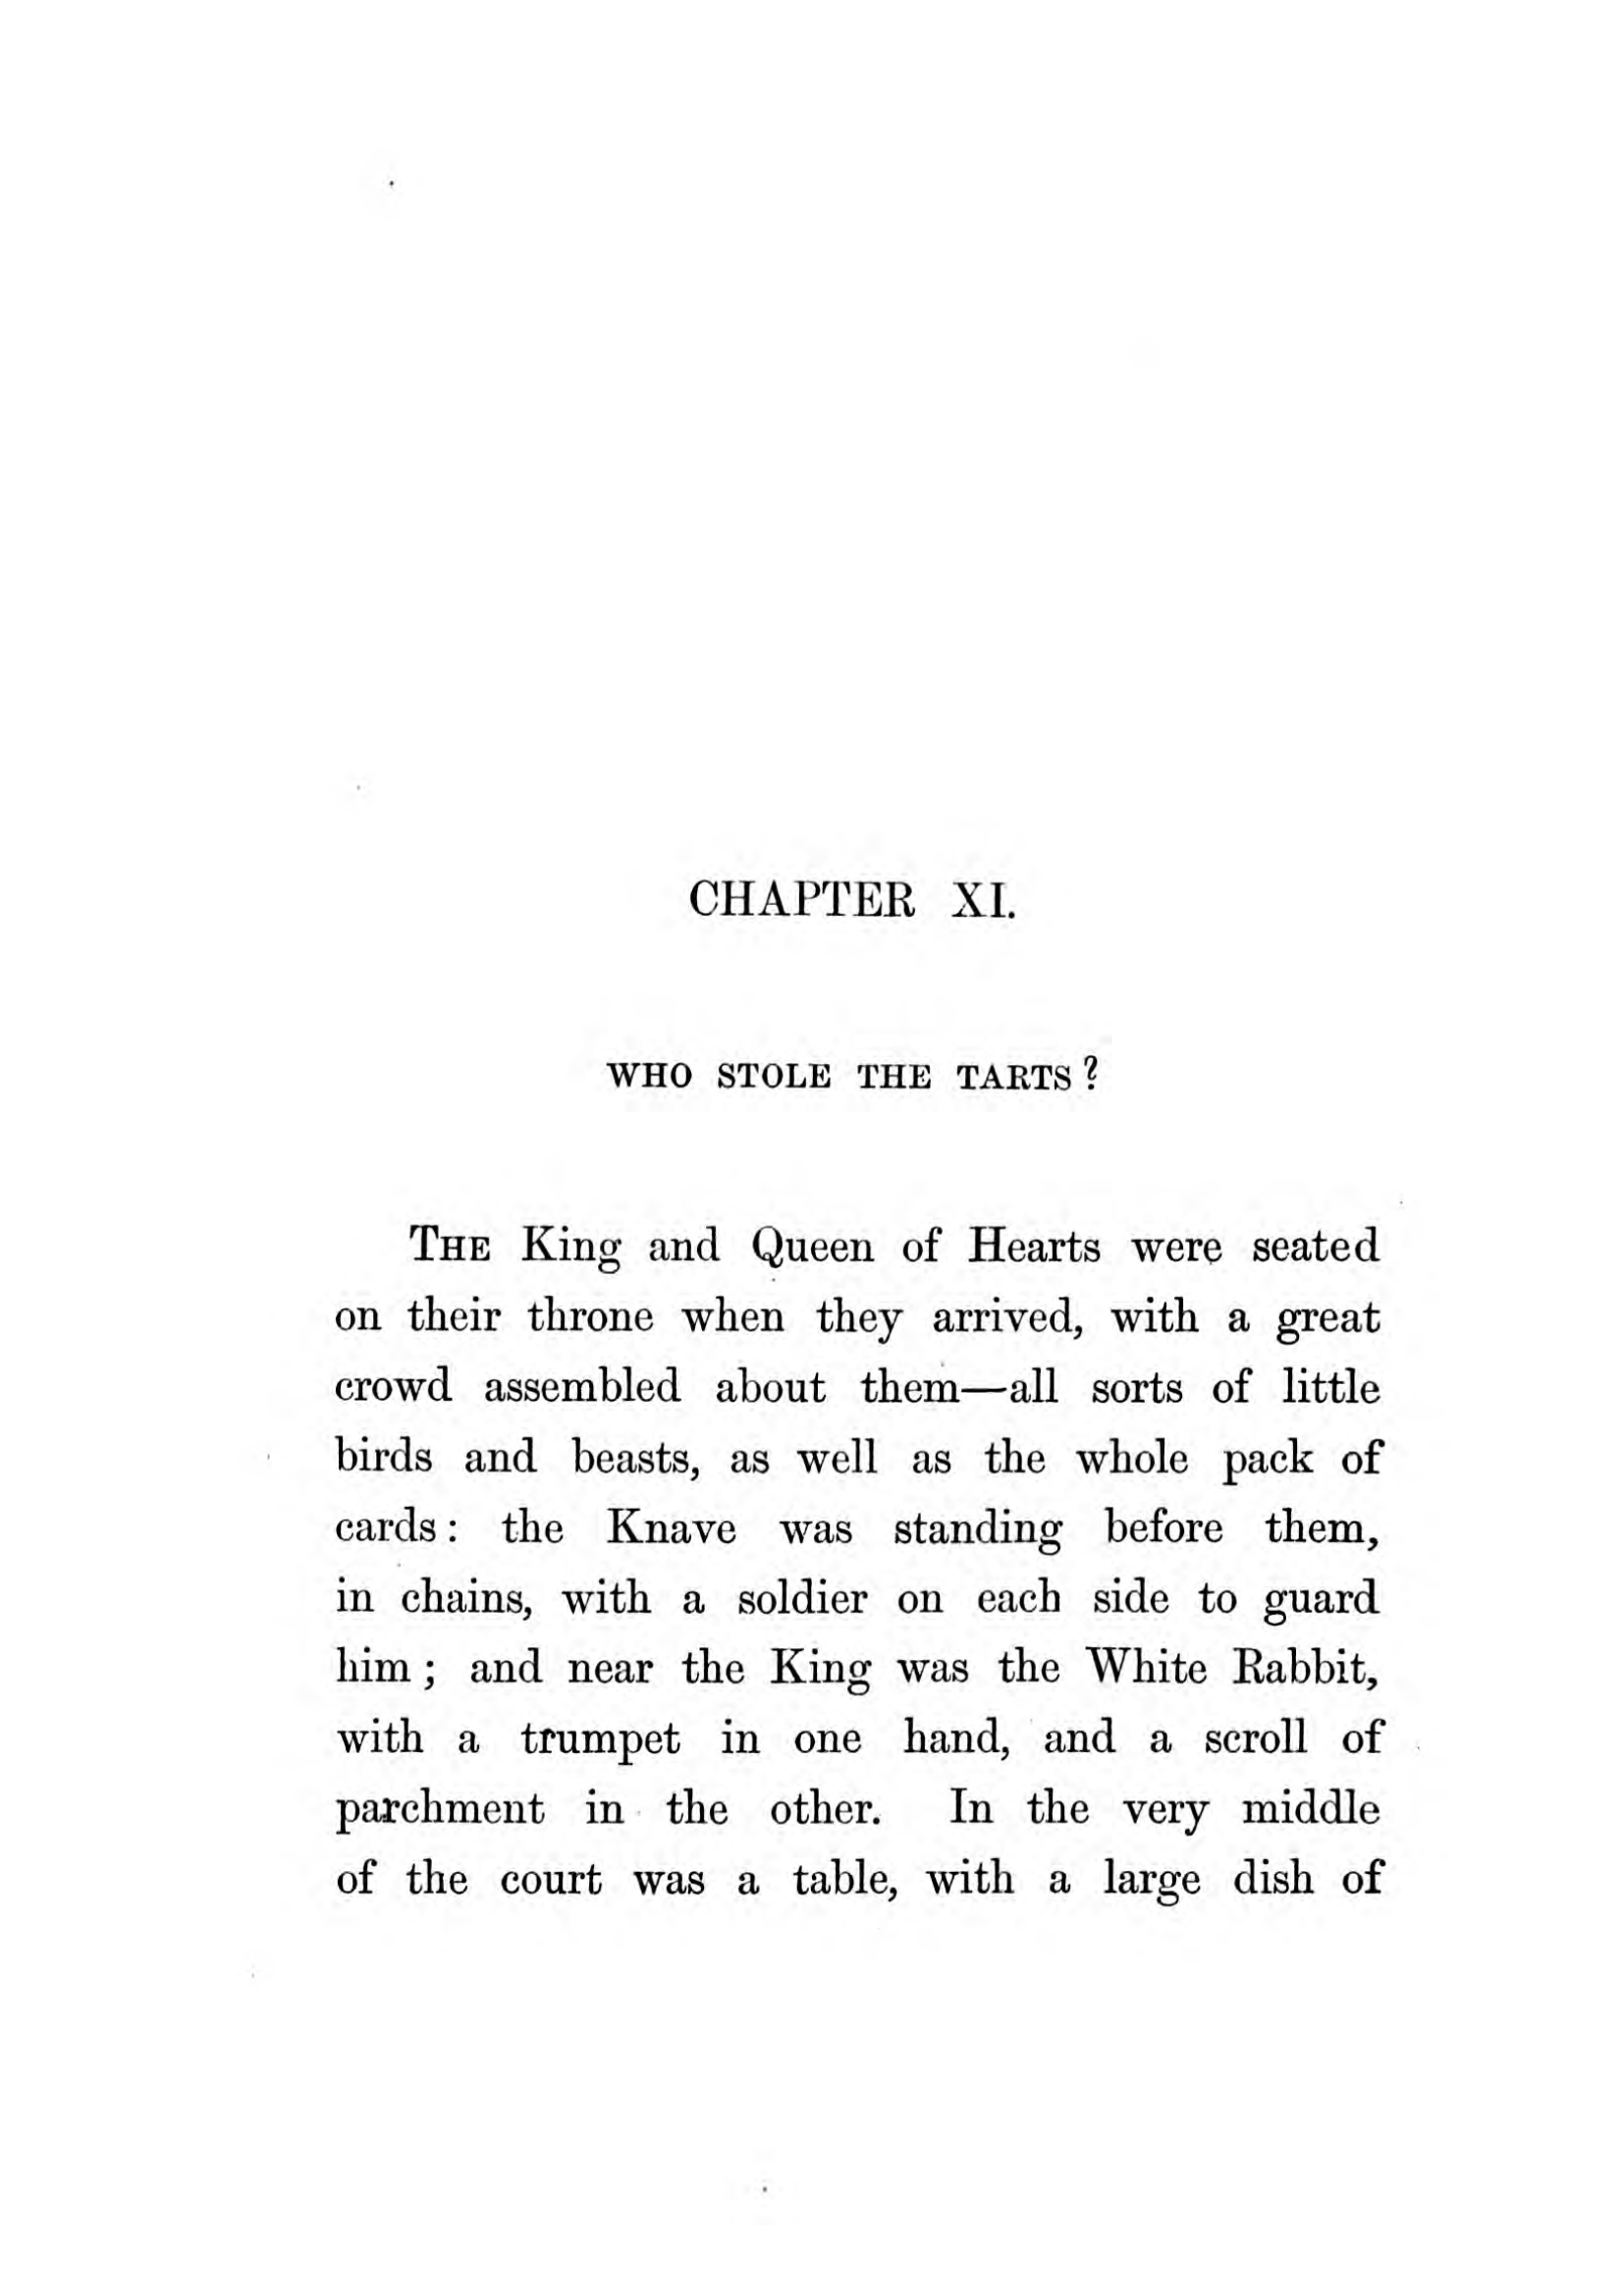 CHAPTER XI.
WHO STOLE THE TARTS?
THE King and Queen of Hearts were seated
on their throne when they arrived, with a great
crowd assembled about them—all sorts of little
birds and beasts, as well as the whole pack of
cards: the Knave was standing before them,
in chains, with a soldier on each side to guard
him; and near the King was the White Rabbit,
with a trumpet in one hand, and a scroll of
parchment in the other. In the very middle
of the court was a table, with a large dish of